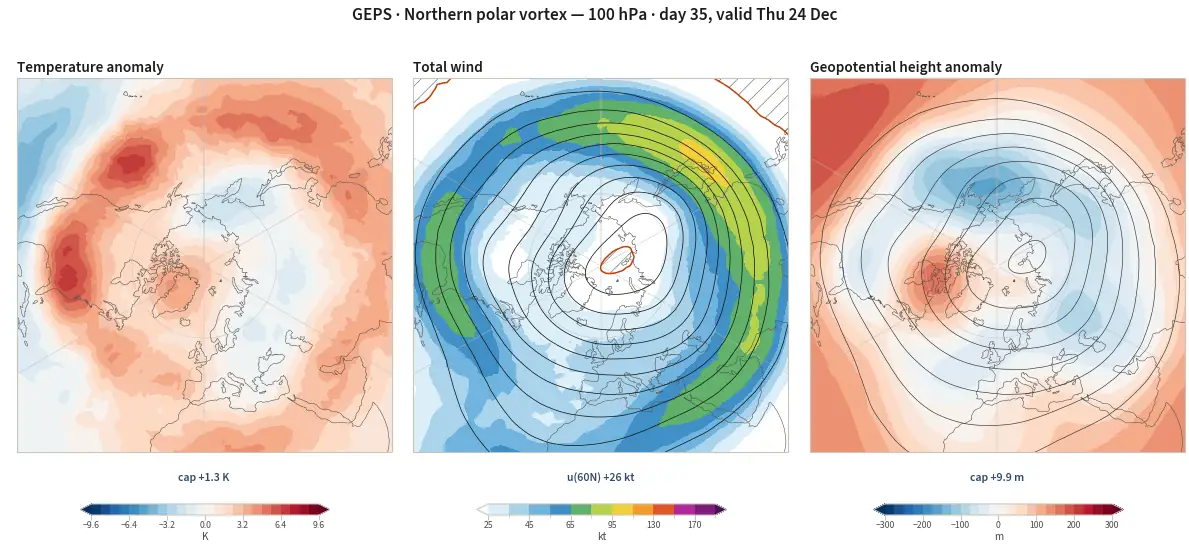 GEPS · Northern polar vortex — 100 hPa · day 35, valid Thu 24 Dec
Temperature anomaly
Total wind
Geopotential height anomaly
cap +1.3 K
u(60N) +26 kt
cap +9.9 m
−9.6 −6.4 −3.2 0.0 3.2 6.4 9.6
K
25 45 65 95 130 170
kt
−300 −200 −100 0 100 200 300
m